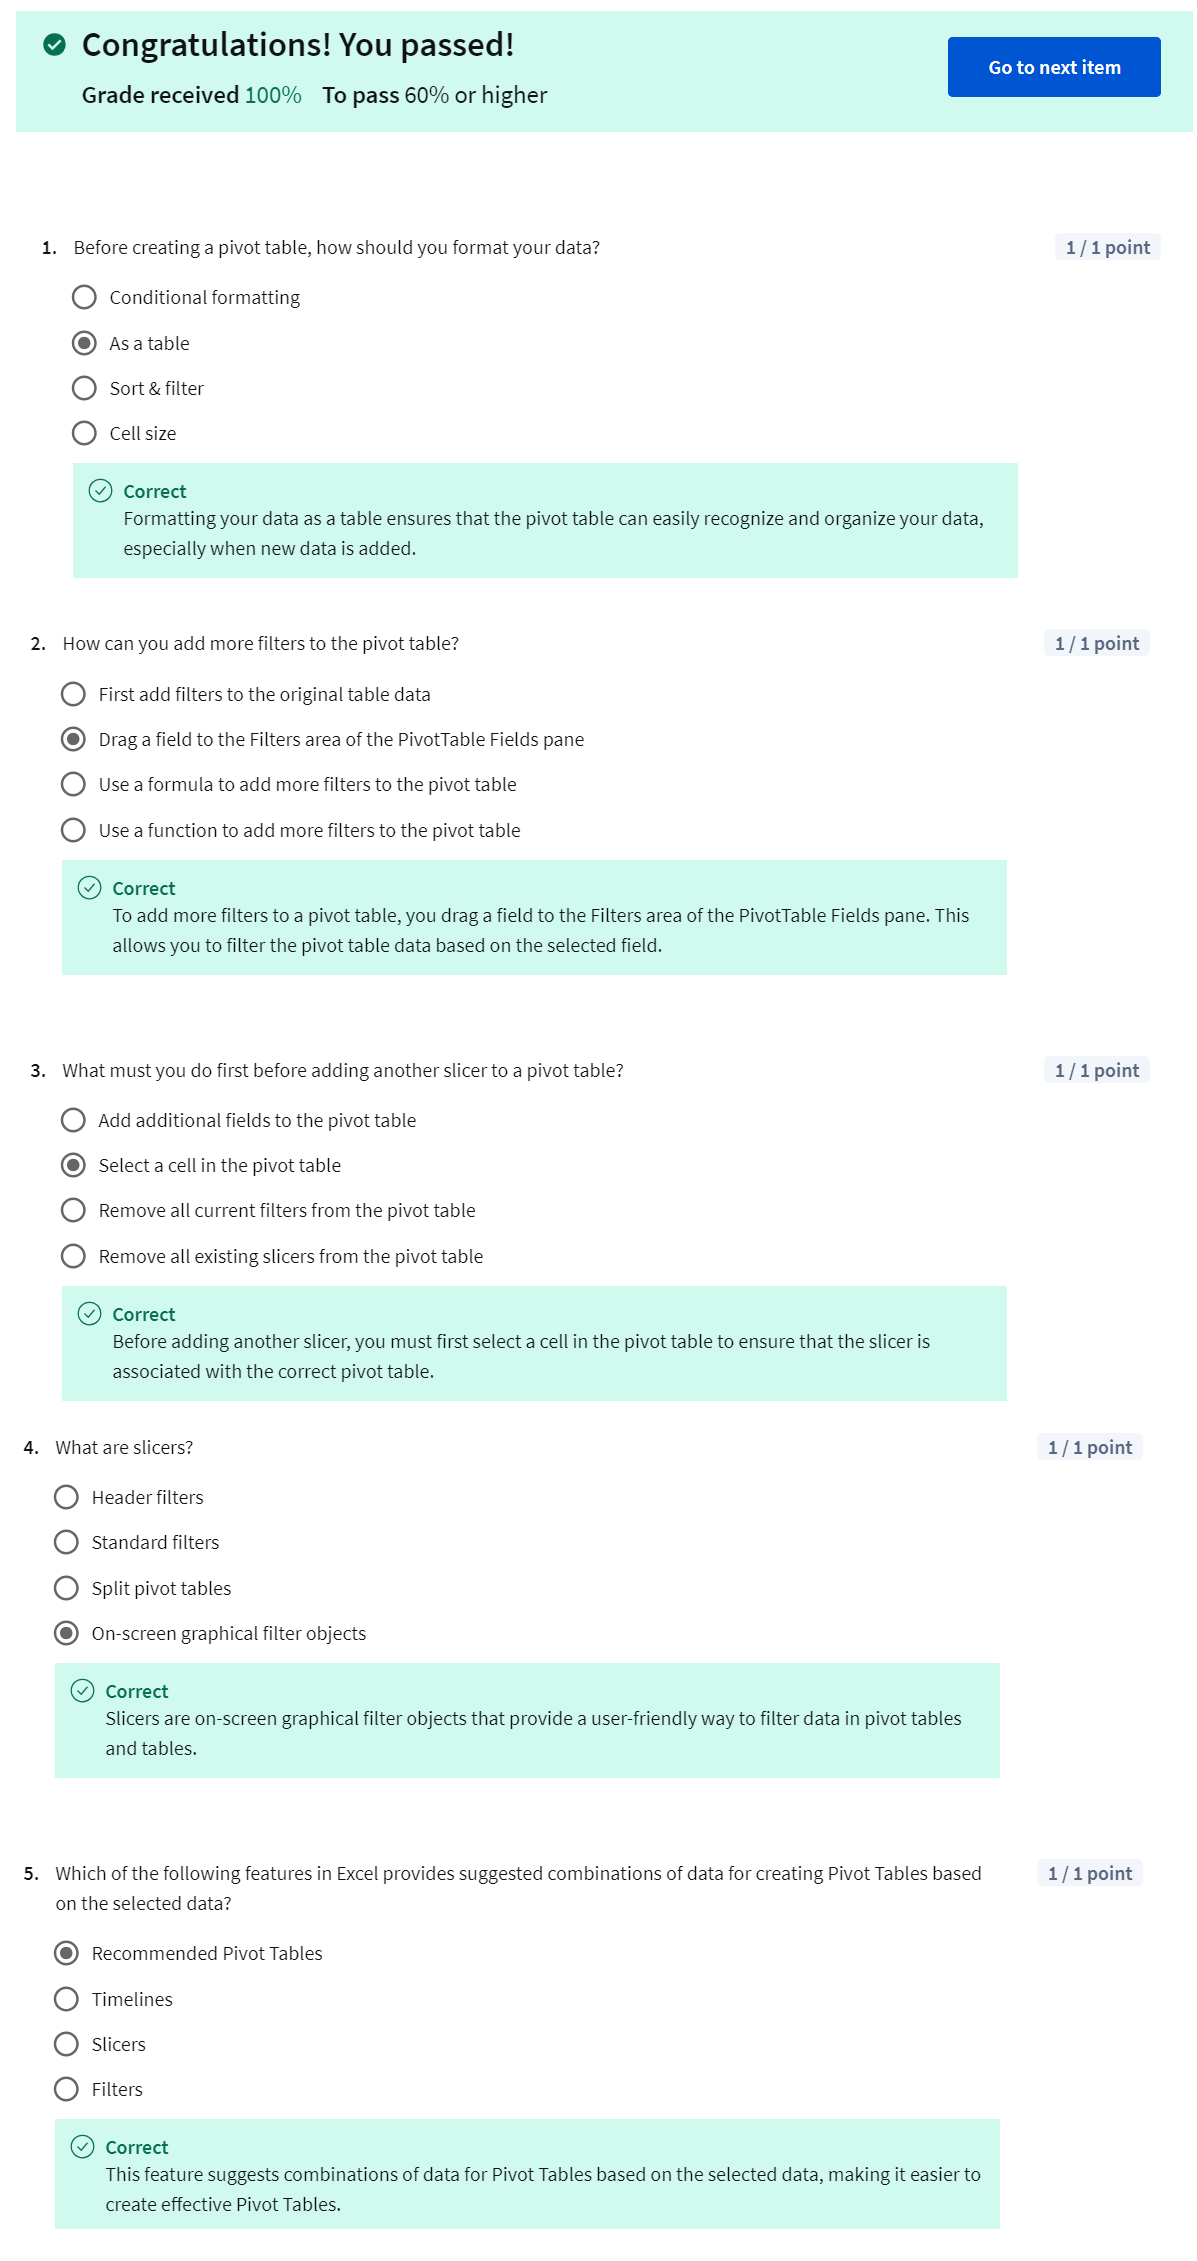 Congratulations! You passed!
Grade received 100% To pass 60% or higher
Go to next item
1. Before creating a pivot table, how should you format your data?
1 / 1 point
Conditional formatting
As a table
Sort & filter
Cell size
Correct
Formatting your data as a table ensures that the pivot table can easily recognize and organize your data,
especially when new data is added.
2. How can you add more filters to the pivot table?
1 / 1 point
First add filters to the original table data
Drag a field to the Filters area of the PivotTable Fields pane
Use a formula to add more filters to the pivot table
Use a function to add more filters to the pivot table
Correct
To add more filters to a pivot table, you drag a field to the Filters area of the PivotTable Fields pane. This
allows you to filter the pivot table data based on the selected field.
3. What must you do first before adding another slicer to a pivot table?
1 / 1 point
Add additional fields to the pivot table
Select a cell in the pivot table
Remove all current filters from the pivot table
Remove all existing slicers from the pivot table
Correct
Before adding another slicer, you must first select a cell in the pivot table to ensure that the slicer is
associated with the correct pivot table.
4. What are slicers?
1 / 1 point
Header filters
Standard filters
Split pivot tables
On-screen graphical filter objects
Correct
Slicers are on-screen graphical filter objects that provide a user-friendly way to filter data in pivot tables
and tables.
5. Which of the following features in Excel provides suggested combinations of data for creating Pivot Tables based
on the selected data?
1 / 1 point
Recommended Pivot Tables
Timelines
Slicers
Filters
Correct
This feature suggests combinations of data for Pivot Tables based on the selected data, making it easier to
create effective Pivot Tables.